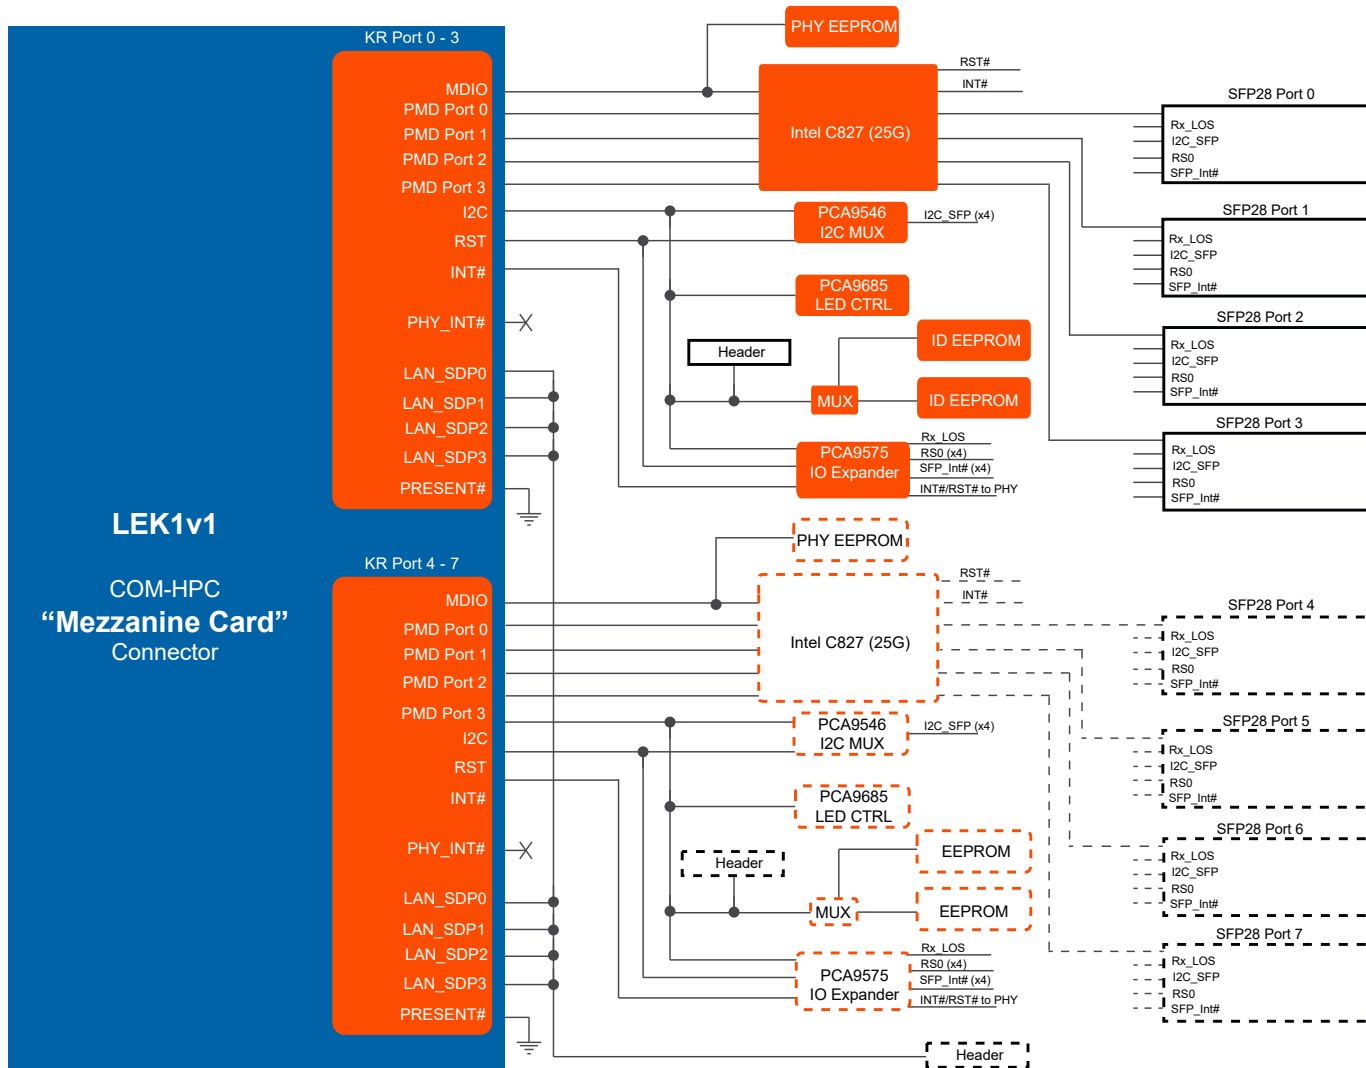 LEK1v1
COM-HPC
“Mezzanine Card”
Connector
KR Port 0 - 3
MDIO
PMD Port 0
PMD Port 1
PMD Port 2
PMD Port 3
I2C
RST
INT#
PHY_INT#
LAN_SDP0
LAN_SDP1
LAN_SDP2
LAN_SDP3
PRESENT#
PHY EEPROM
Intel C827 (25G)
RST#
INT#
PCA9546
I2C MUX
I2C_SFP (x4)
PCA9685
LED CTRL
Header
MUX
ID EEPROM
ID EEPROM
PCA9575
IO Expander
Rx_LOS
RS0 (x4)
SFP_Int# (x4)
INT#/RST# to PHY
SFP28 Port 0
Rx_LOS
I2C_SFP
RS0
SFP_Int#
SFP28 Port 1
Rx_LOS
I2C_SFP
RS0
SFP_Int#
SFP28 Port 2
Rx_LOS
I2C_SFP
RS0
SFP_Int#
SFP28 Port 3
Rx_LOS
I2C_SFP
RS0
SFP_Int#
KR Port 4 - 7
MDIO
PMD Port 0
PMD Port 1
PMD Port 2
PMD Port 3
I2C
RST
INT#
PHY_INT#
LAN_SDP0
LAN_SDP1
LAN_SDP2
LAN_SDP3
PRESENT#
PHY EEPROM
Intel C827 (25G)
RST#
INT#
PCA9546
I2C MUX
I2C_SFP (x4)
PCA9685
LED CTRL
Header
MUX
EEPROM
EEPROM
PCA9575
IO Expander
Rx_LOS
RS0 (x4)
SFP_Int# (x4)
INT#/RST# to PHY
SFP28 Port 4
Rx_LOS
I2C_SFP
RS0
SFP_Int#
SFP28 Port 5
Rx_LOS
I2C_SFP
RS0
SFP_Int#
SFP28 Port 6
Rx_LOS
I2C_SFP
RS0
SFP_Int#
SFP28 Port 7
Rx_LOS
I2C_SFP
RS0
SFP_Int#
Header